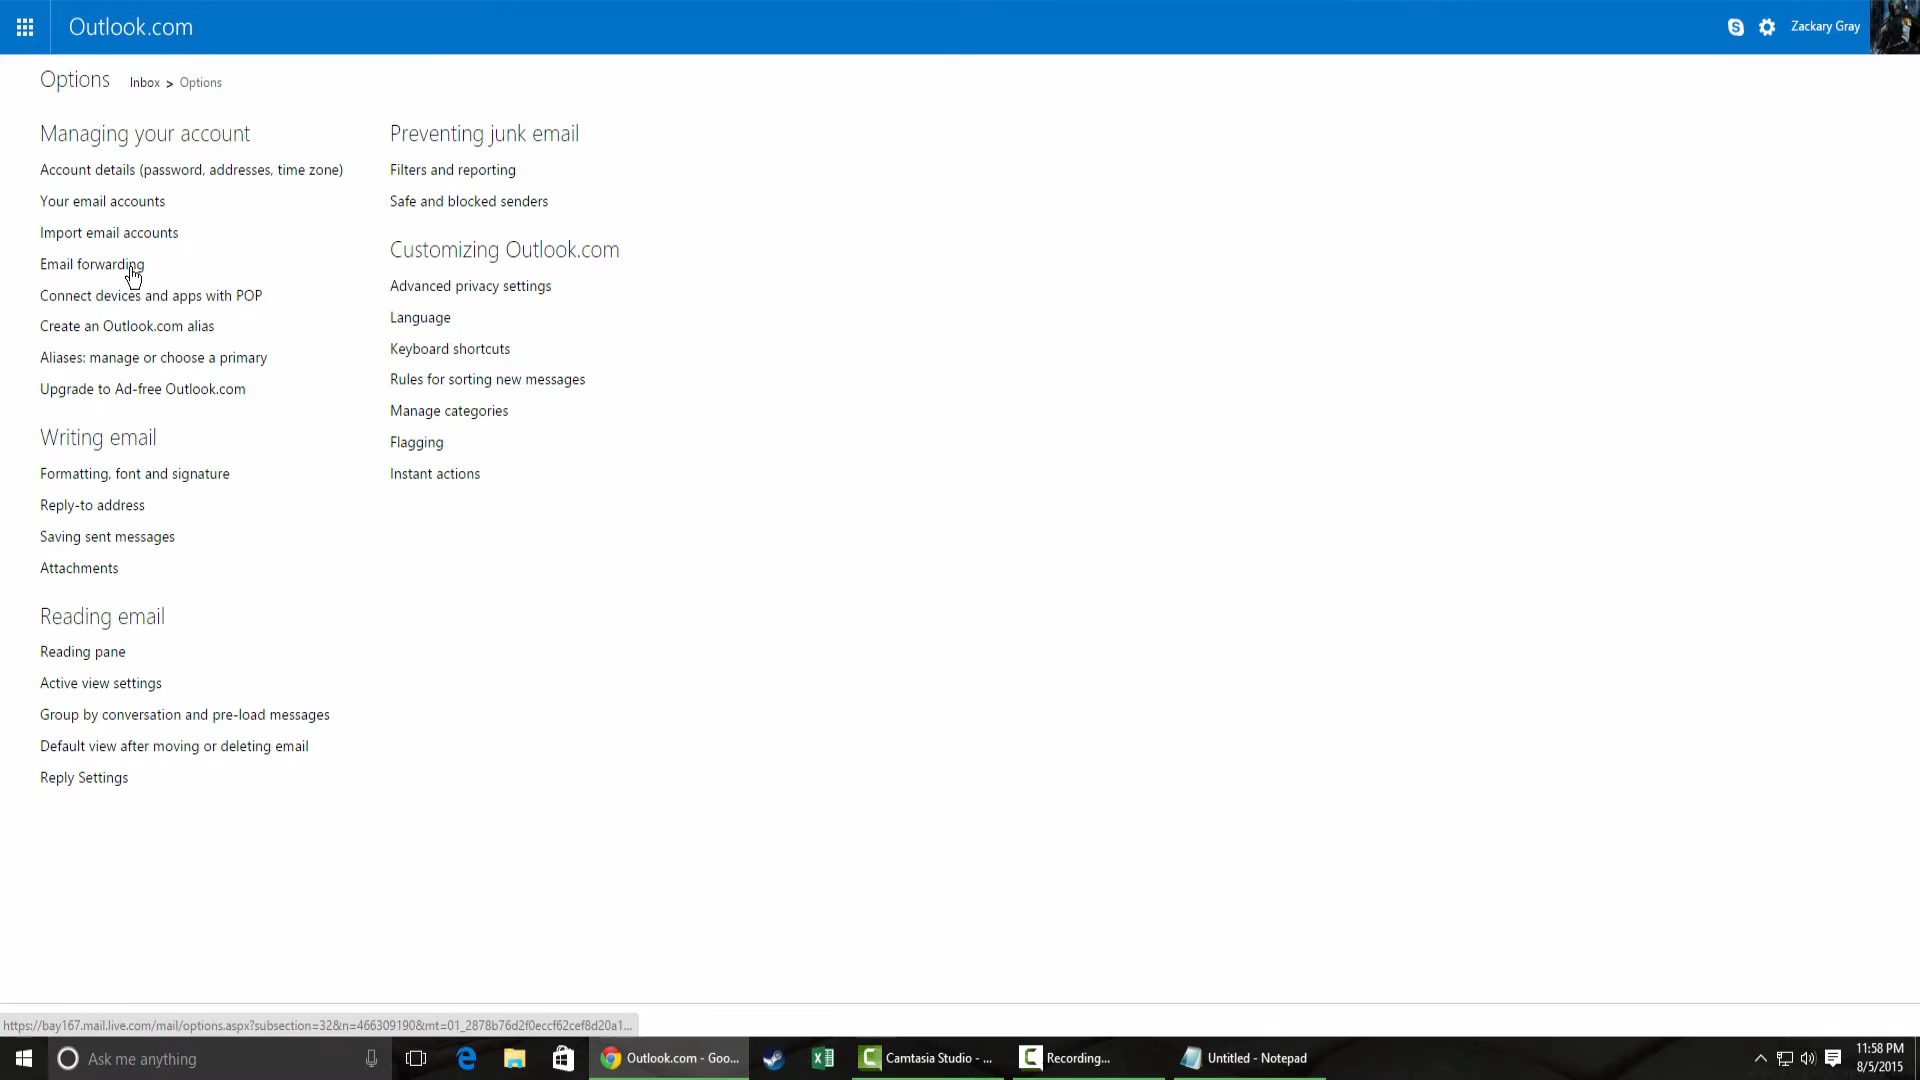 Outlook.com
Zackary Gray
Options Inbox > Options
Managing your account
Account details (password, addresses, time zone)
Your email accounts
Import email accounts
Email forwarding
Connect devices and apps with POP
Create an Outlook.com alias
Aliases: manage or choose a primary
Upgrade to Ad-free Outlook.com
Writing email
Formatting, font and signature
Reply-to address
Saving sent messages
Attachments
Reading email
Reading pane
Active view settings
Group by conversation and pre-load messages
Default view after moving or deleting email
Reply Settings
Preventing junk email
Filters and reporting
Safe and blocked senders
Customizing Outlook.com
Advanced privacy settings
Language
Keyboard shortcuts
Rules for sorting new messages
Manage categories
Flagging
Instant actions
https://bay167.mail.live.com/mail/options.aspx?subsection=32&n=466309190&mt=01_2878b76d2f0eccf62cef8d20a1...
Ask me anything
Outlook.com - Goo...
Camtasia Studio - ...
Recording...
Untitled - Notepad
11:58 PM
8/5/2015